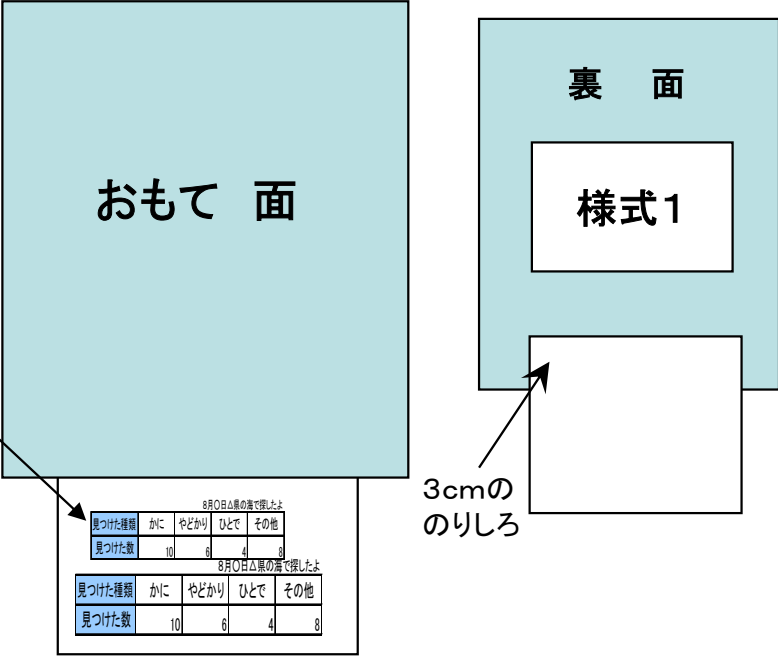 おもて 面
8月〇日△県の海で探したよ
見つけた種類 かに やどかり ひとで その他
見つけた数 10 6 4 8
8月〇日△県の海で探したよ
見つけた種類 かに やどかり ひとで その他
見つけた数 10 6 4 8
裏 面
様式1
3cmの
のりしろ